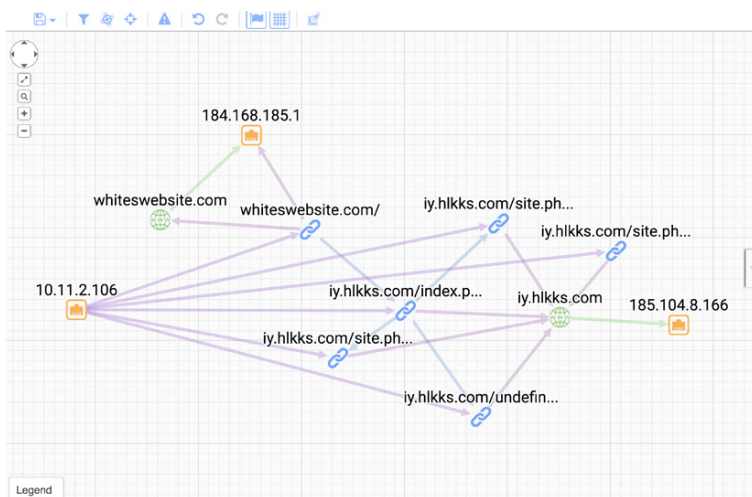 184.168.185.1
whiteswebsite.com
whiteswebsite.com/
iy.hlkks.com/site.ph...
iy.hlkks.com/site.ph...
10.11.2.106
iy.hlkks.com/index.p...
iy.hlkks.com
185.104.8.166
iy.hlkks.com/site.ph...
iy.hlkks.com/undefin...
Legend